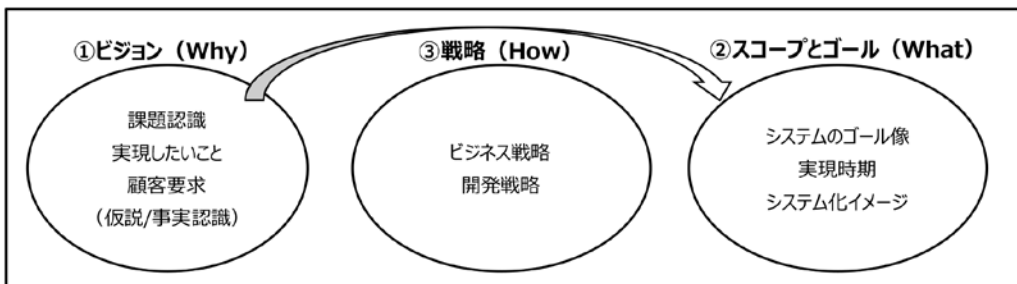 ①ビジョン（Why）
課題認識
実現したいこと
顧客要求
（仮説/事実認識）
③戦略（How）
ビジネス戦略
開発戦略
②スコープとゴール（What）
システムのゴール像
実現時期
システム化イメージ